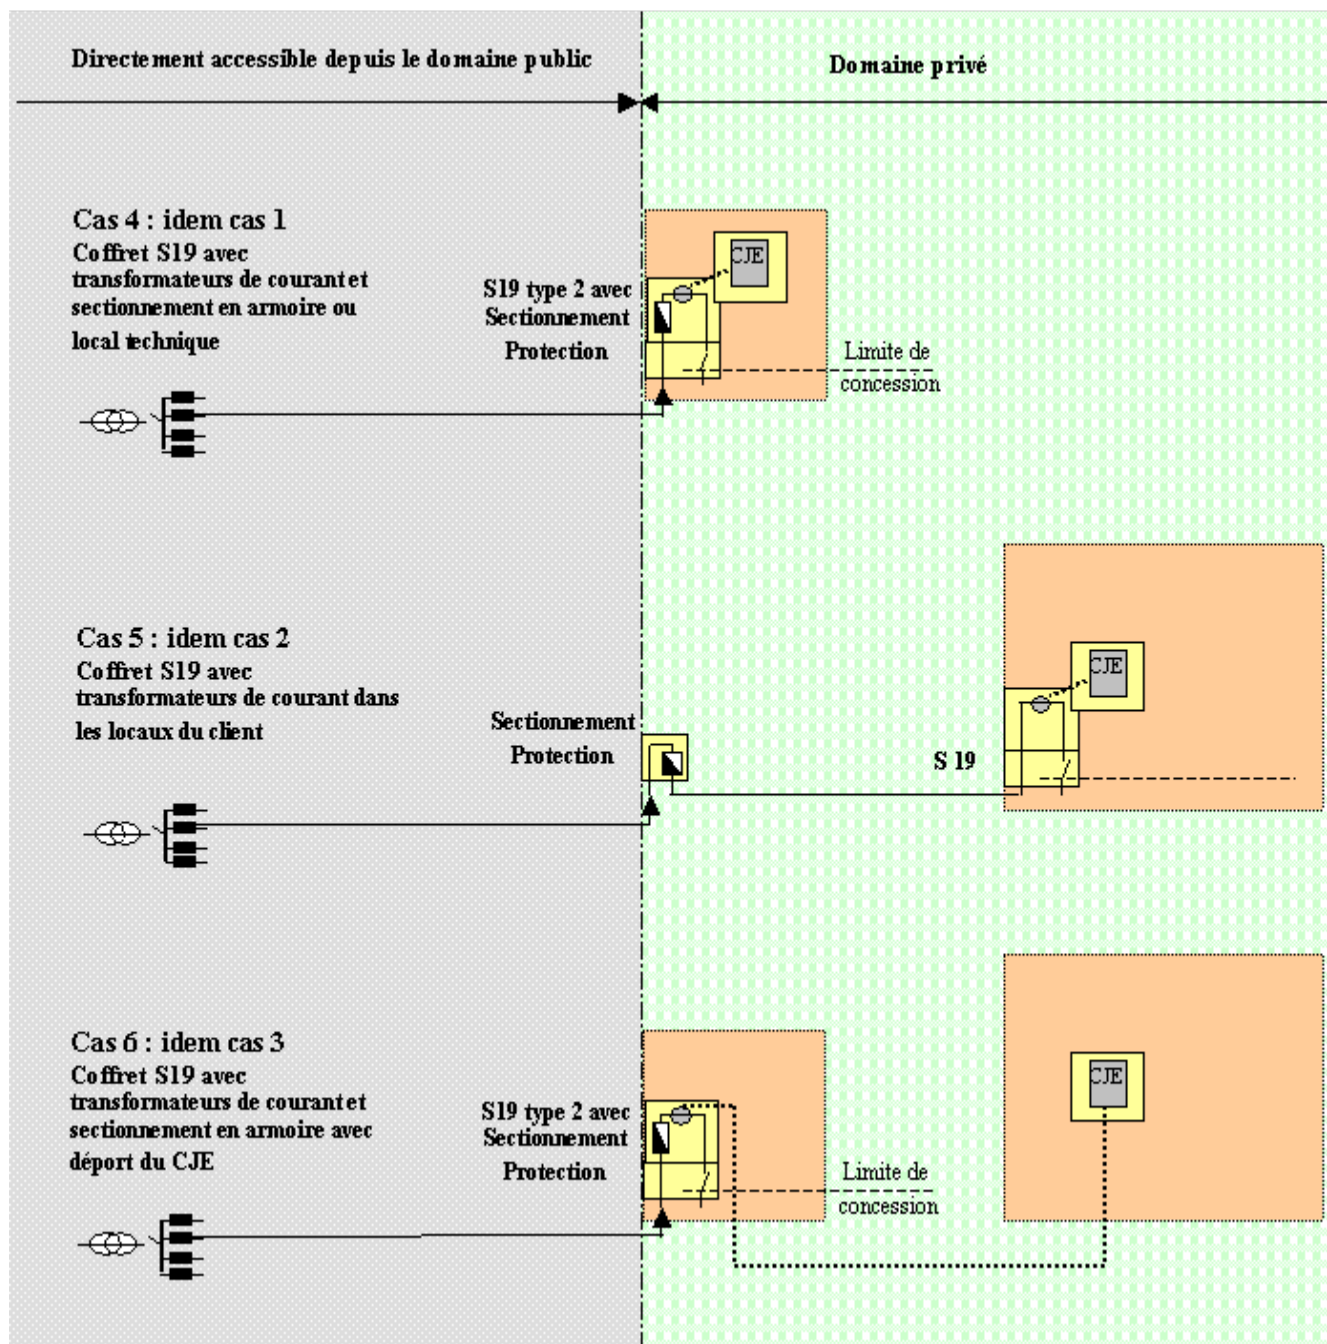 Directement accessible depuis le domaine public
Domaine privé
Cas 4 : idem cas 1
Coffret S19 avec
transformateurs de courant et
sectionnement en armoire ou
local technique
S19 type 2 avec
Sectionnement
Protection
CJE
Limite de
concession
Cas 5 : idem cas 2
Coffret S19 avec
transformateurs de courant dans
les locaux du client
Sectionnement
Protection
S 19
CJE
Cas 6 : idem cas 3
Coffret S19 avec
transformateurs de courant et
sectionnement en armoire avec
déport du CJE
S19 type 2 avec
Sectionnement
Protection
Limite de
concession
CJE